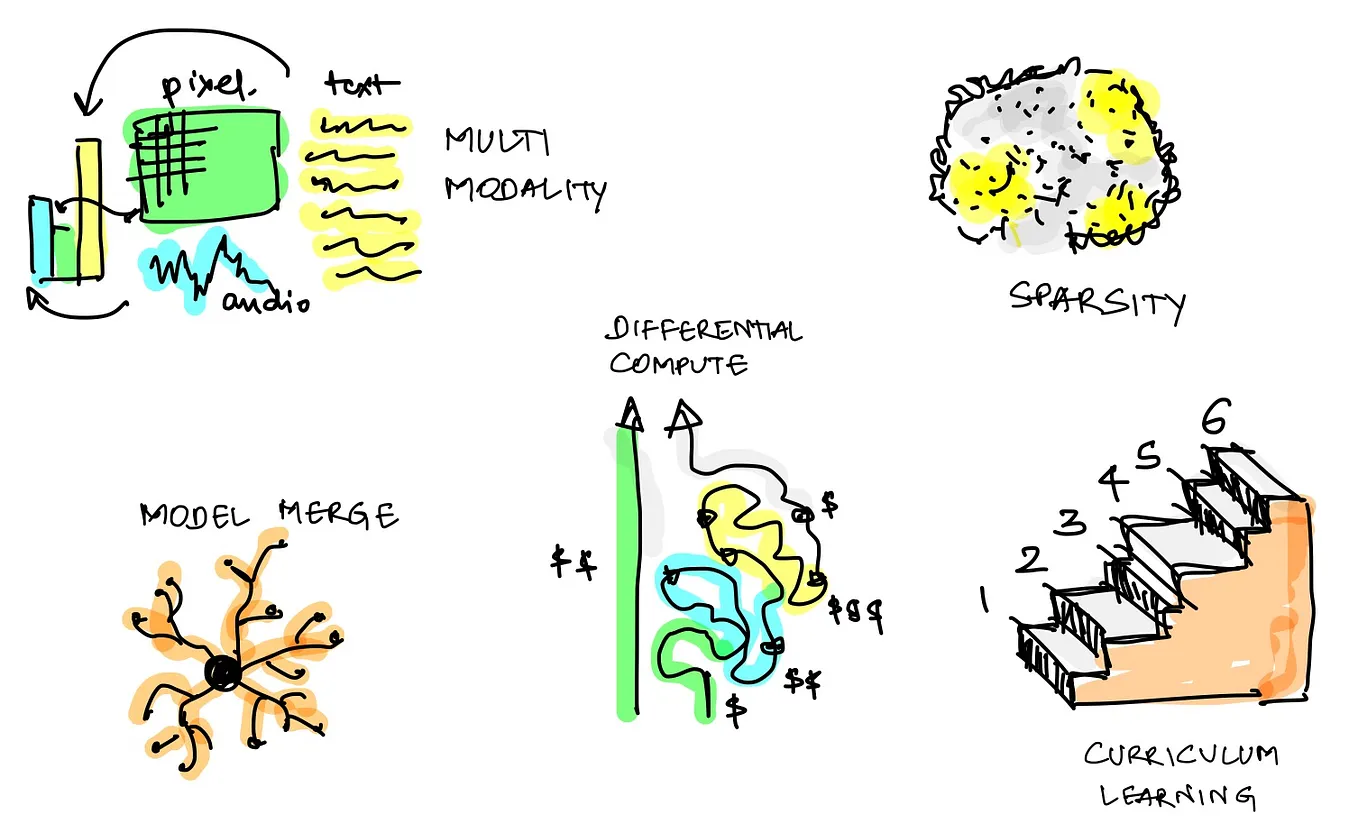 pixel.
text
MULTI
MODALITY
audio
SPARSITY
DIFFERENTIAL
COMPUTE
MODEL MERGE
$$
$
$$$
$$
$
6
5
4
3
2
1
CURRICULUM
LEARNING